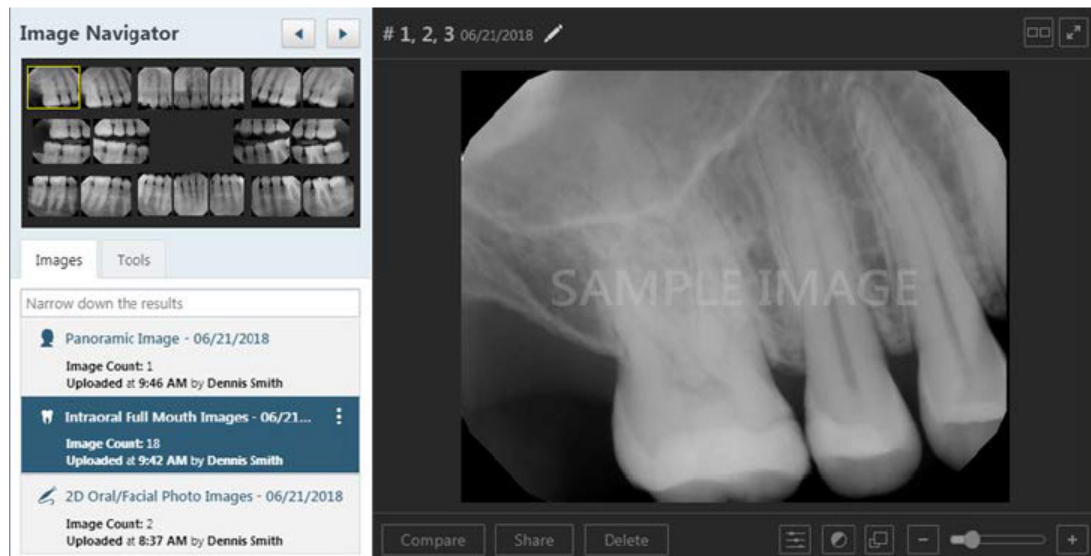 Image Navigator
# 1, 2, 3 06/21/2018
Images
Tools
Narrow down the results
Panoramic Image - 06/21/2018
Image Count: 1
Uploaded at 9:46 AM by Dennis Smith
Intraoral Full Mouth Images - 06/21...
Image Count: 18
Uploaded at 9:42 AM by Dennis Smith
2D Oral/Facial Photo Images - 06/21/2018
Image Count: 2
Uploaded at 8:37 AM by Dennis Smith
SAMPLE IMAGE
Compare
Share
Delete